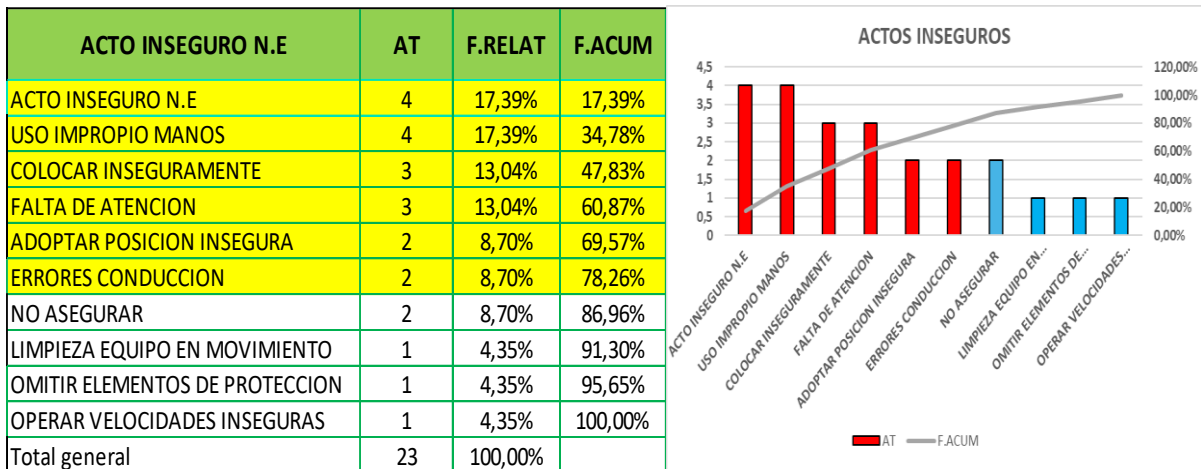 ACTO INSEGURO N.E AT F.RELAT F.ACUM
ACTO INSEGURO N.E 4 17,39% 17,39%
USO IMPROPIO MANOS 4 17,39% 34,78%
COLOCAR INSEGURAMENTE 3 13,04% 47,83%
FALTA DE ATENCION 3 13,04% 60,87%
ADOPTAR POSICION INSEGURA 2 8,70% 69,57%
ERRORES CONDUCCION 2 8,70% 78,26%
NO ASEGURAR 2 8,70% 86,96%
LIMPIEZA EQUIPO EN MOVIMIENTO 1 4,35% 91,30%
OMITIR ELEMENTOS DE PROTECCION 1 4,35% 95,65%
OPERAR VELOCIDADES INSEGURAS 1 4,35% 100,00%
Total general 23 100,00%
ACTOS INSEGUROS
4,5
4
3,5
3
2,5
2
1,5
1
0,5
0
120,00%
100,00%
80,00%
60,00%
40,00%
20,00%
0,00%
ACTO INSEGURO N.E
USO IMPROPIO MANOS
COLOCAR INSEGURAMENTE
FALTA DE ATENCION
ADOPTAR POSICION INSEGURA
ERRORES CONDUCCION
NO ASEGURAR
LIMPIEZA EQUIPO EN...
OMITIR ELEMENTOS DE...
OPERAR VELOCIDADES...
AT F.ACUM